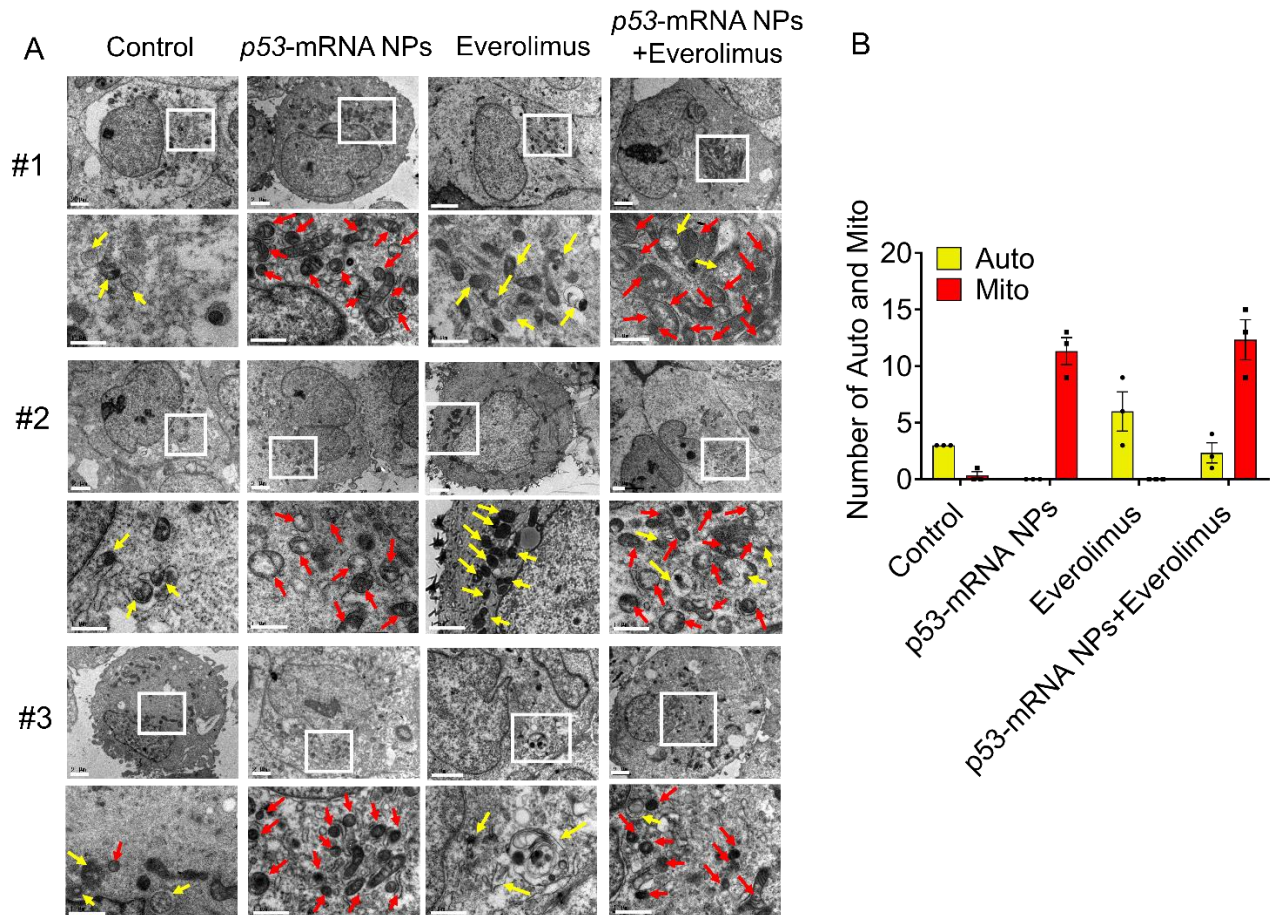 A
Control
p53-mRNA NPs
Everolimus
p53-mRNA NPs
+Everolimus
#1
#2
#3
B
Number of Auto and Mito
20
15
10
5
0
Auto
Mito
Control
p53-mRNA NPs
Everolimus
p53-mRNA NPs+Everolimus